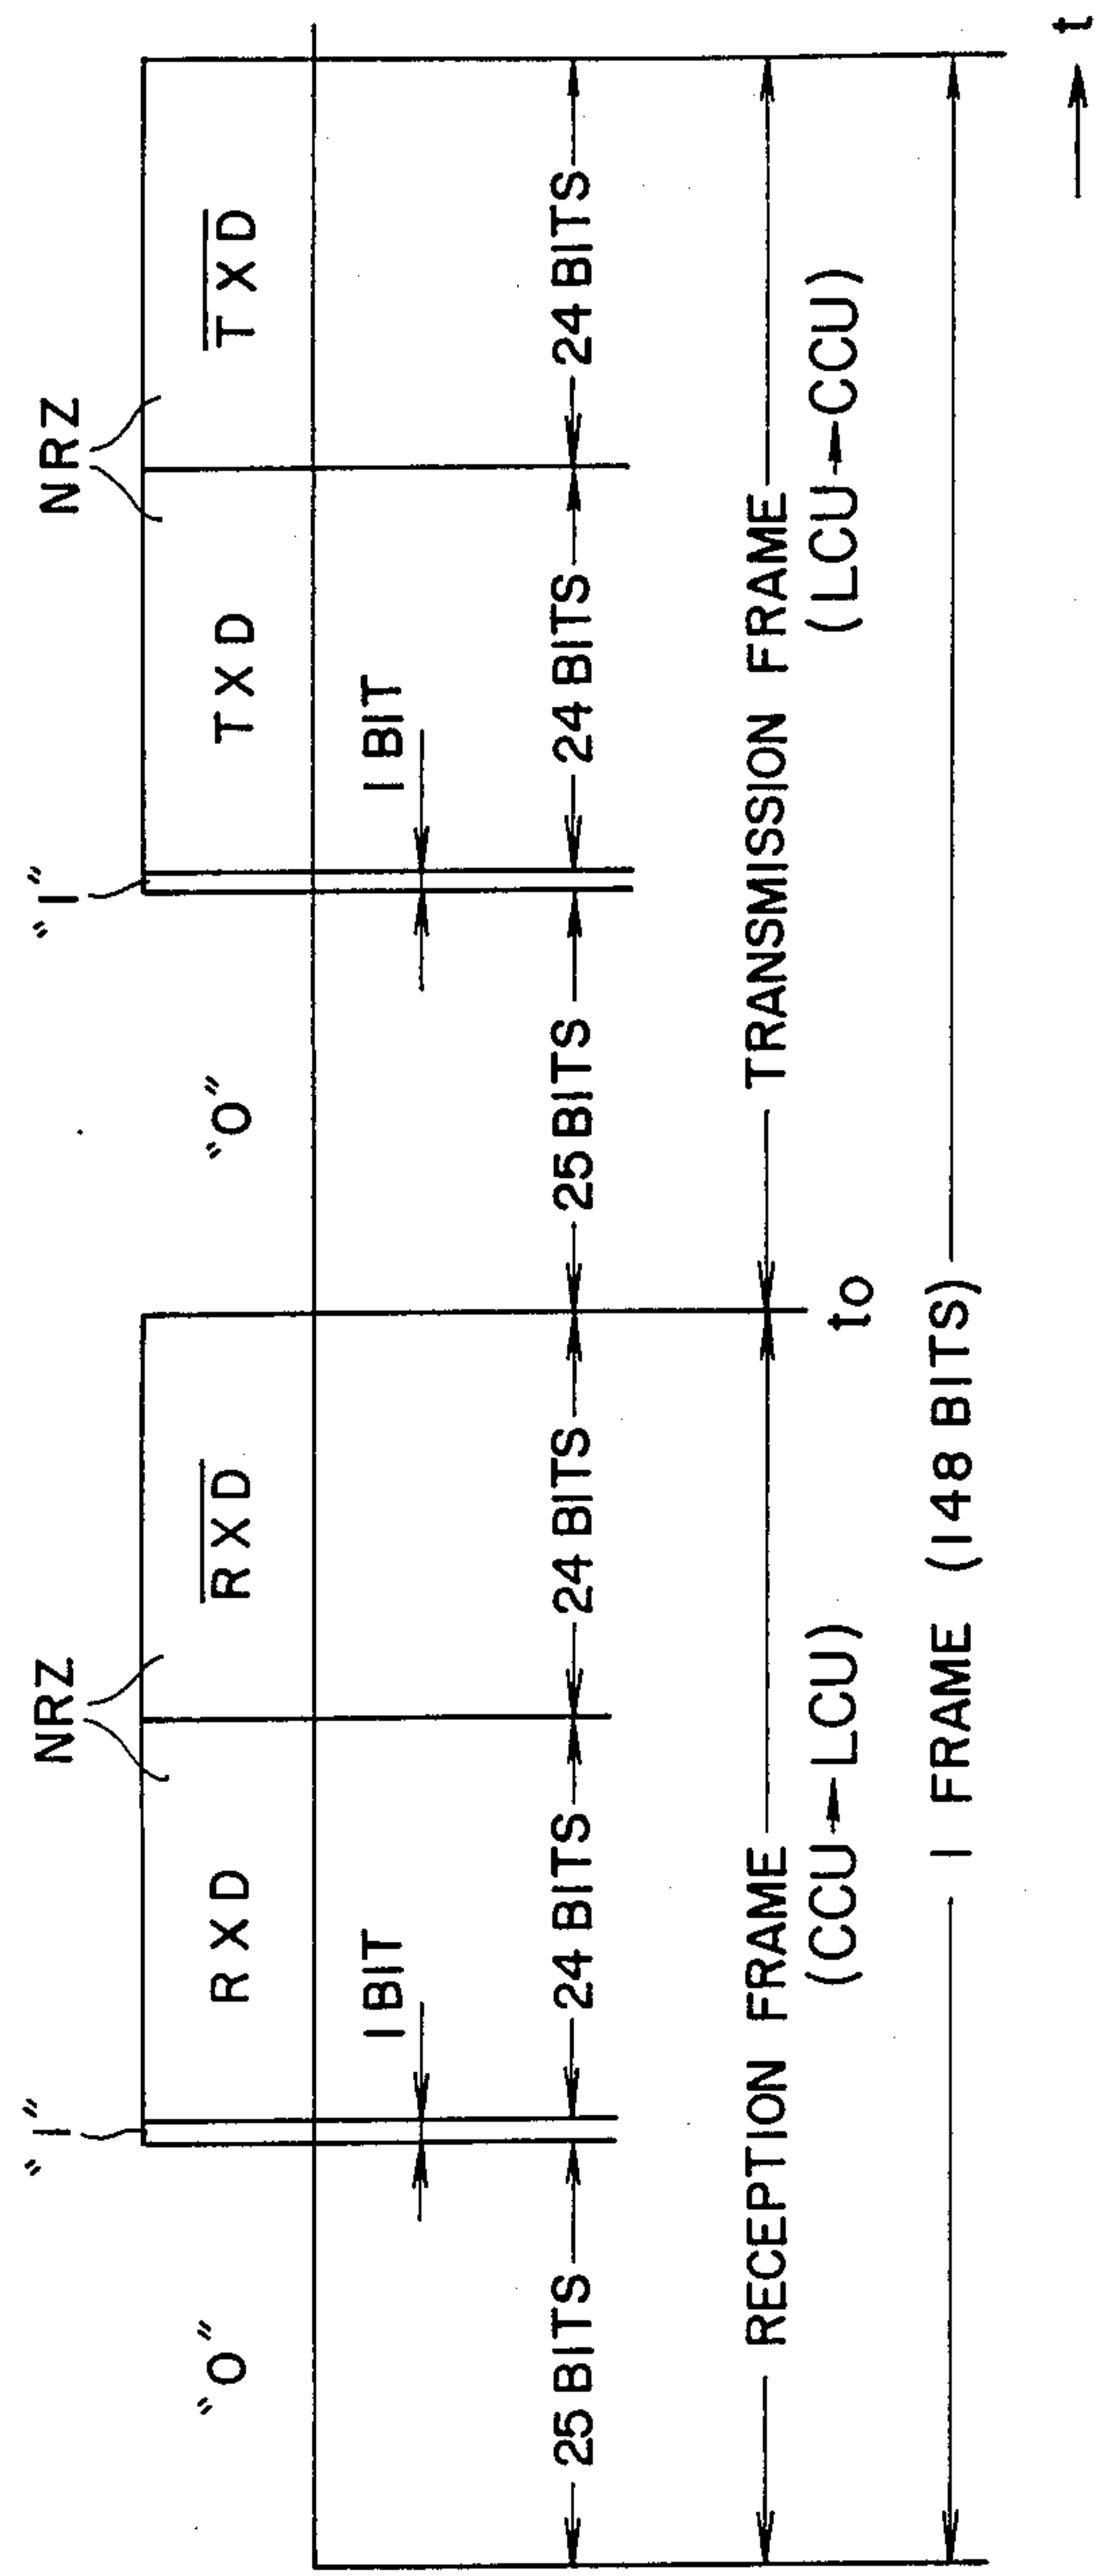 NRZ NRZ
"1" "1"
"0" RXD RXD "0" TXD TXD
1 BIT 1 BIT
25 BITS 24 BITS 24 BITS 25 BITS 24 BITS 24 BITS
RECEPTION FRAME TRANSMISSION FRAME
(CCU→LCU) to (LCU→CCU)
1 FRAME (148 BITS)
t